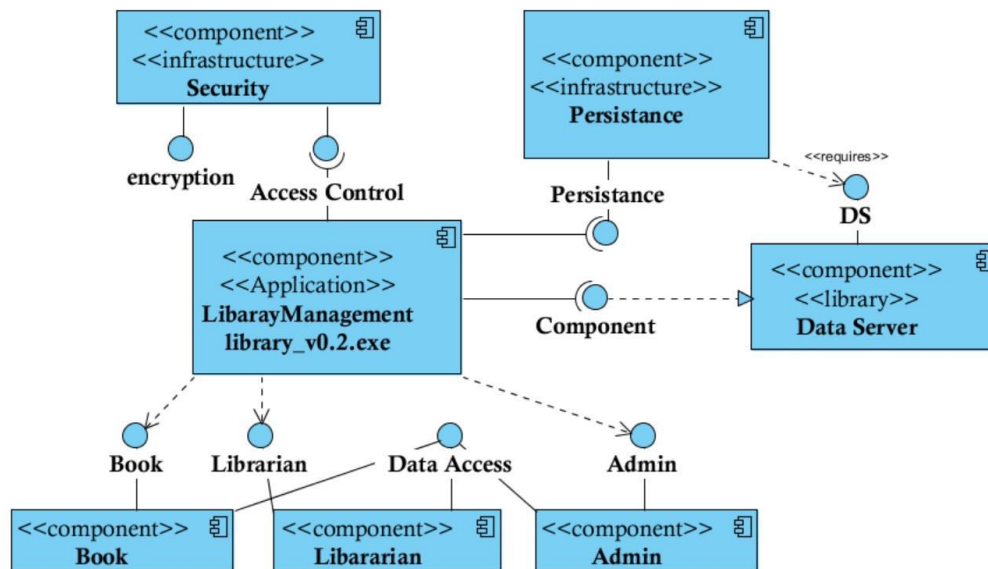 <<component>>
<<infrastructure>>
Security
<<component>>
<<infrastructure>>
Persistance
encryption
Access Control
Persistance
<<requires>>
DS
<<component>>
<<Application>>
LibarayManagement
library_v0.2.exe
Component
<<component>>
<<library>>
Data Server
Book
Librarian
Data Access
Admin
<<component>>
Book
<<component>>
Libararian
<<component>>
Admin